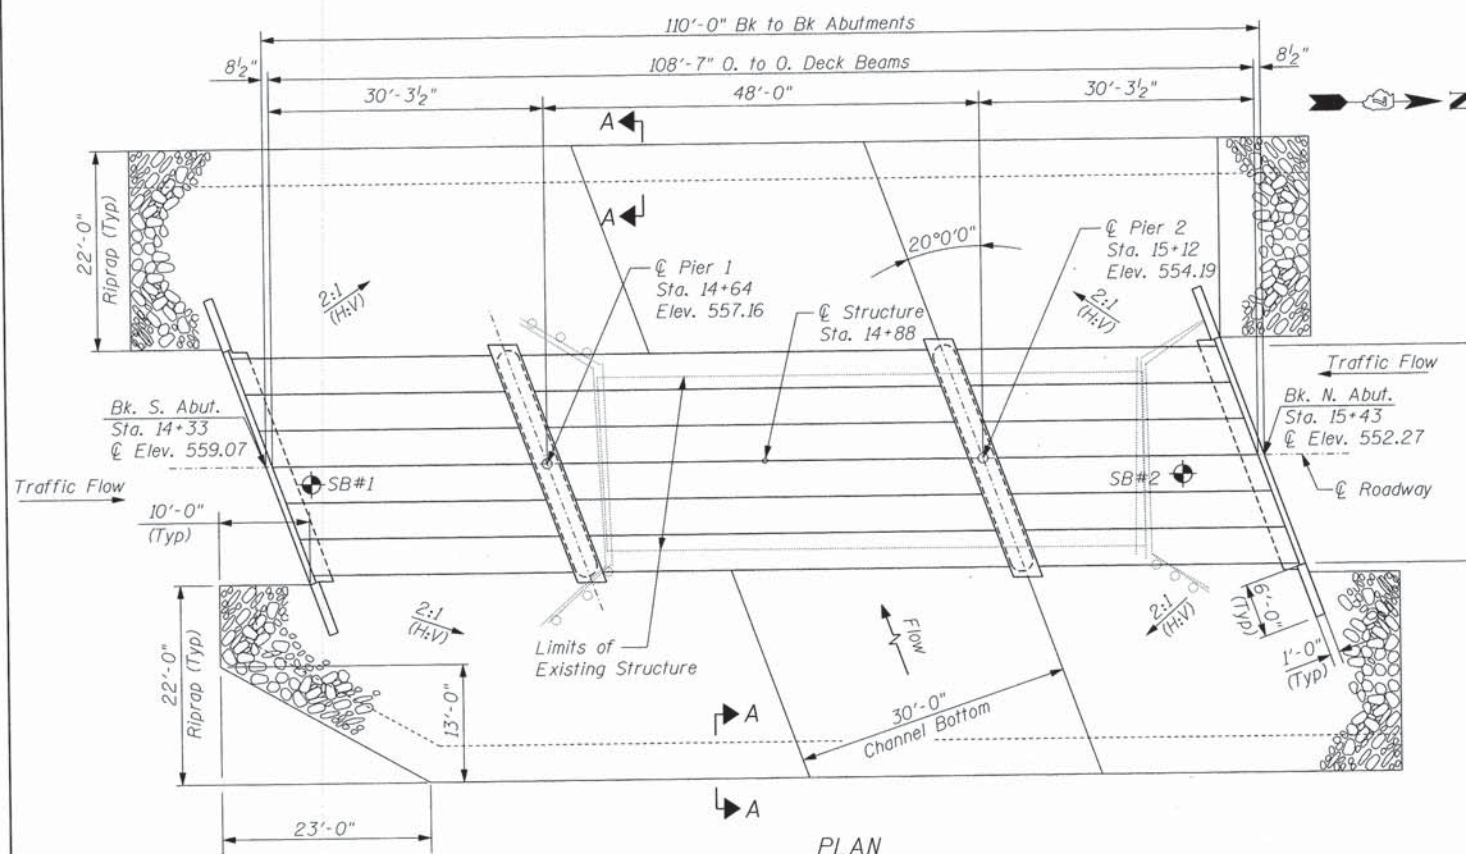 110'-0" Bk to Bk Abutments
8½"
108'-7" O. to O. Deck Beams
8½"
30'-3½"
48'-0"
30'-3½"
N
A
A
22'-0"
Riprap (Typ)
2:1
(H:V)
℄ Pier 1
Sta. 14+64
Elev. 557.16
℄ Structure
Sta. 14+88
20°0'0"
℄ Pier 2
Sta. 15+12
Elev. 554.19
2:1
(H:V)
Traffic Flow
Bk. S. Abut.
Sta. 14+33
℄ Elev. 559.07
Bk. N. Abut.
Sta. 15+43
℄ Elev. 552.27
Traffic Flow
SB#1
SB#2
℄ Roadway
10'-0"
(Typ)
2:1
(H:V)
Limits of
Existing Structure
Flow
2:1
(H:V)
6'-0"
(Typ)
1'-0"
(Typ)
22'-0"
Riprap (Typ)
13'-0"
30'-0"
Channel Bottom
A
A
23'-0"
PLAN